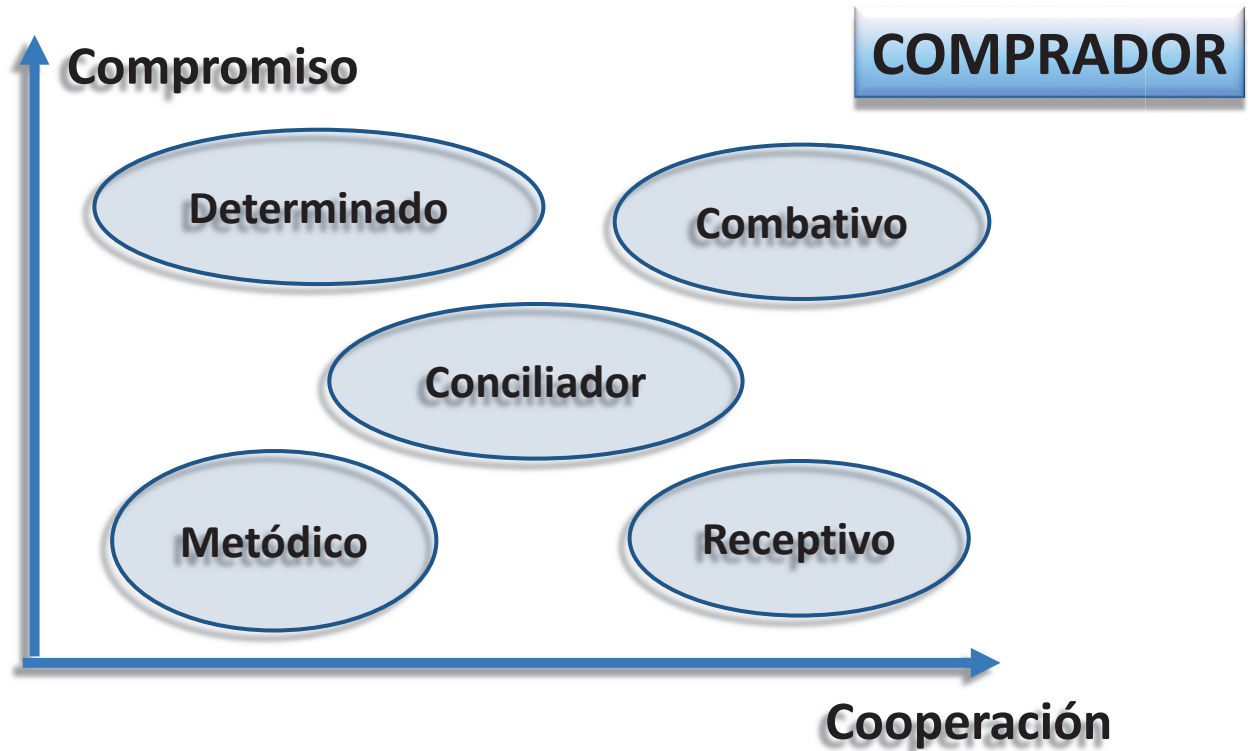 COMPRADOR
Compromiso
Determinado
Combativo
Conciliador
Metódico
Receptivo
Cooperación